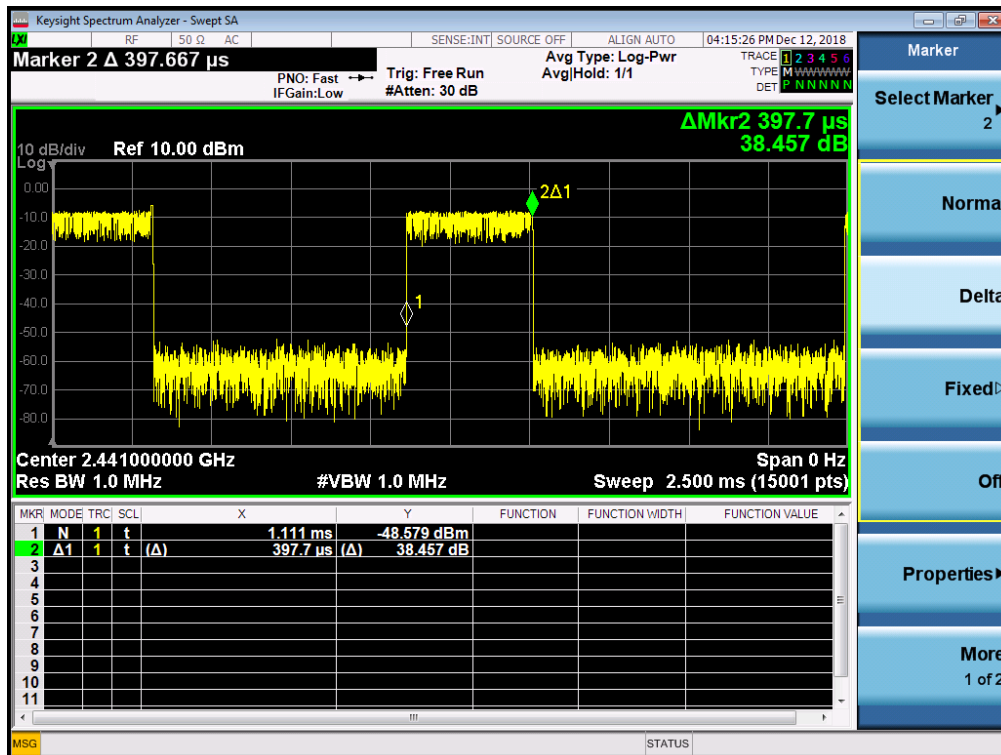 Keysight Spectrum Analyzer - Swept SA
LXI RF 50 Ω AC SENSE:INT SOURCE OFF ALIGN AUTO 04:15:26 PM Dec 12, 2018
Marker 2 Δ 397.667 µs
PNO: Fast
IFGain:Low
Trig: Free Run
#Atten: 30 dB
Avg Type: Log-Pwr
Avg|Hold: 1/1
TRACE 1 2 3 4 5 6
TYPE M WWWWW
DET P N N N N N
ΔMkr2 397.7 µs
38.457 dB
10 dB/div Ref 10.00 dBm
Log
0.00
-10.0
-20.0
-30.0
-40.0
-50.0
-60.0
-70.0
-80.0
2Δ1
1
Center 2.441000000 GHz Span 0 Hz
Res BW 1.0 MHz #VBW 1.0 MHz Sweep 2.500 ms (15001 pts)
MKR MODE TRC SCL X Y FUNCTION FUNCTION WIDTH FUNCTION VALUE
1 N 1 t 1.111 ms -48.579 dBm
2 Δ1 1 t (Δ) 397.7 µs (Δ) 38.457 dB
3
4
5
6
7
8
9
10
11
MSG STATUS
Marker
Select Marker
2
Norma
Delta
Fixed
Off
Properties
More
1 of 2